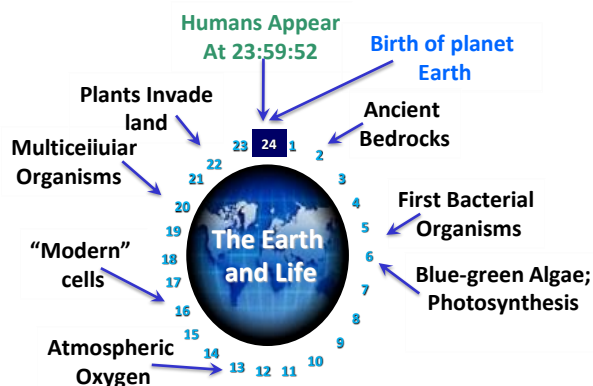 Humans Appear
At 23:59:52
Birth of planet
Earth
Plants Invade
land
Ancient
Bedrocks
Multiceiiuiar
Organisms
First Bacterial
Organisms
"Modern"
cells
Blue-green Algae;
Photosynthesis
Atmospheric
Oxygen
The Earth
and Life
24
1
2
3
4
5
6
7
8
9
10
11
12
13
14
15
16
17
18
19
20
21
22
23